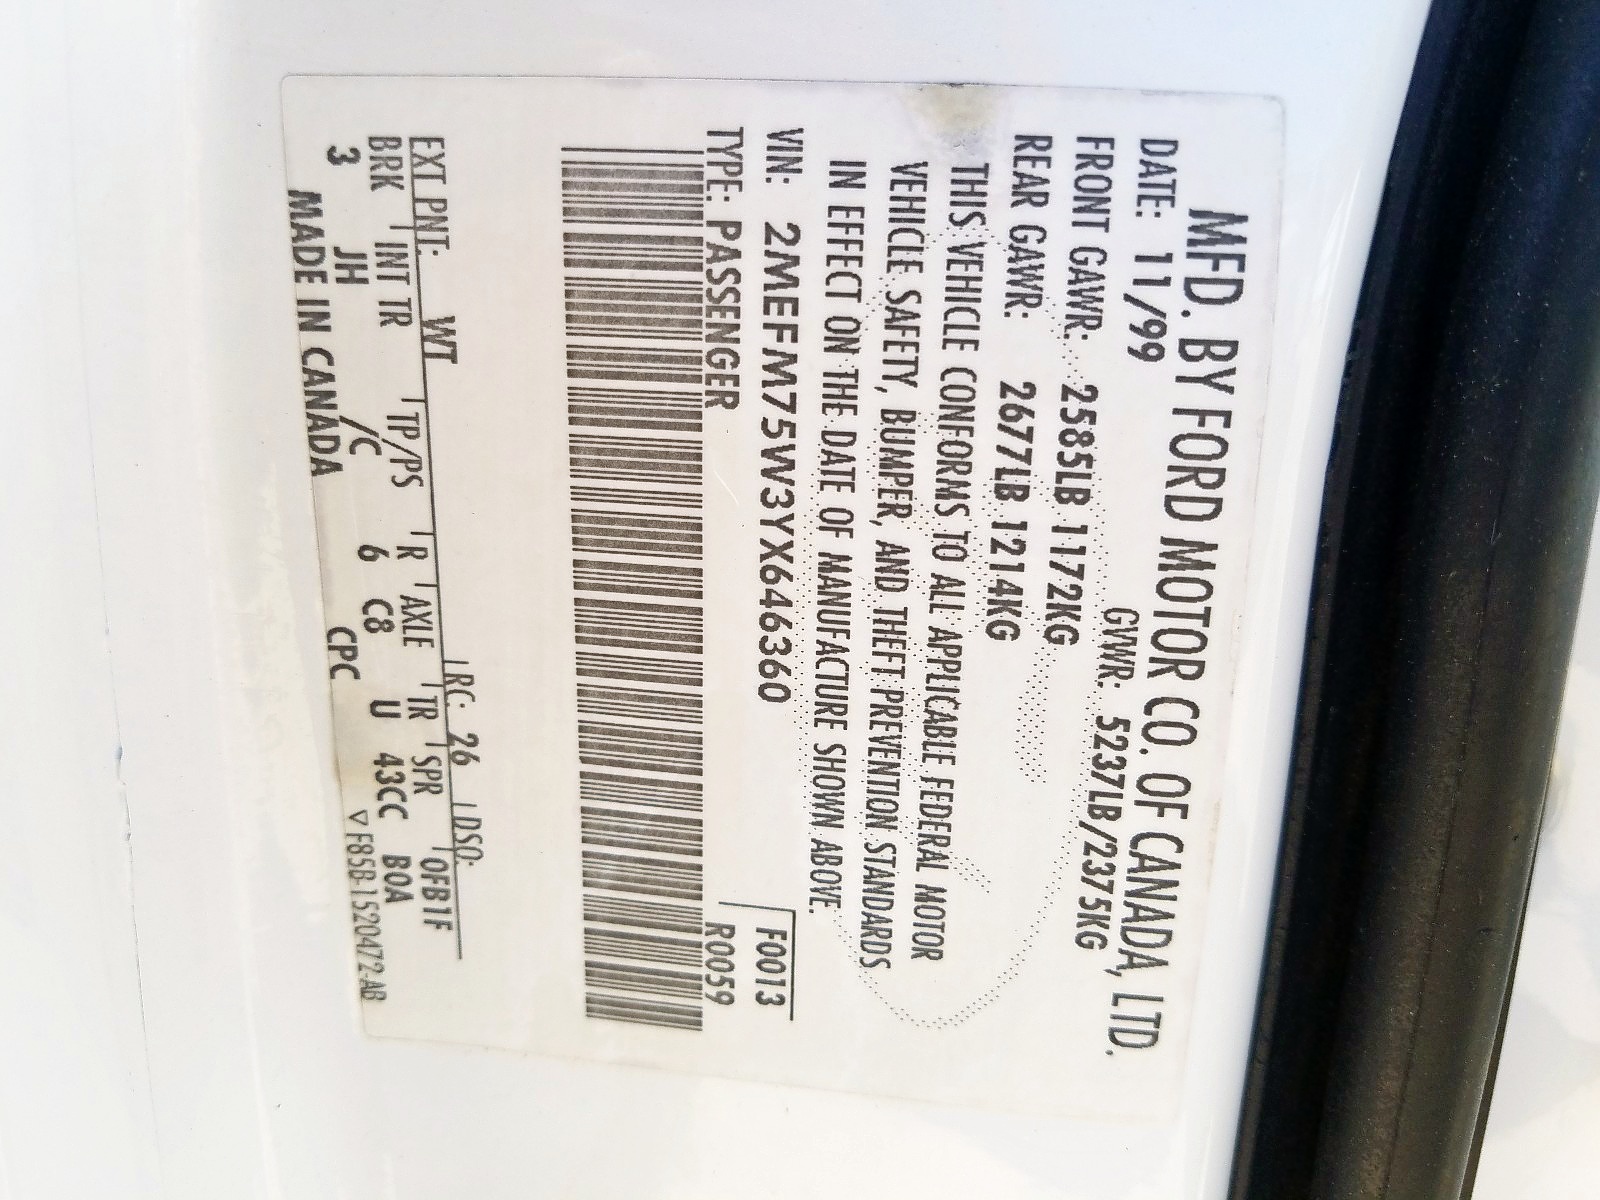 MFD. BY FORD MOTOR CO. OF CANADA, LTD.
DATE: 11/99 GVWR: 5237LB/2375KG
FRONT GAWR: 2585LB 1172KG
REAR GAWR: 2677LB 1214KG
THIS VEHICLE CONFORMS TO ALL APPLICABLE FEDERAL MOTOR
VEHICLE SAFETY, BUMPER, AND THEFT PREVENTION STANDARDS
IN EFFECT ON THE DATE OF MANUFACTURE SHOWN ABOVE.
VIN: 2MEFM75W3YX646360 F0013
TYPE: PASSENGER R0059
EXT PNT: WT RC: 26 DSO:
BRK INT TR TP/PS R AXLE TR SPR 0FB1F
3 JH /C 6 C8 U 43CC B0A
MADE IN CANADA CPC ▽F85B-1520472-AB